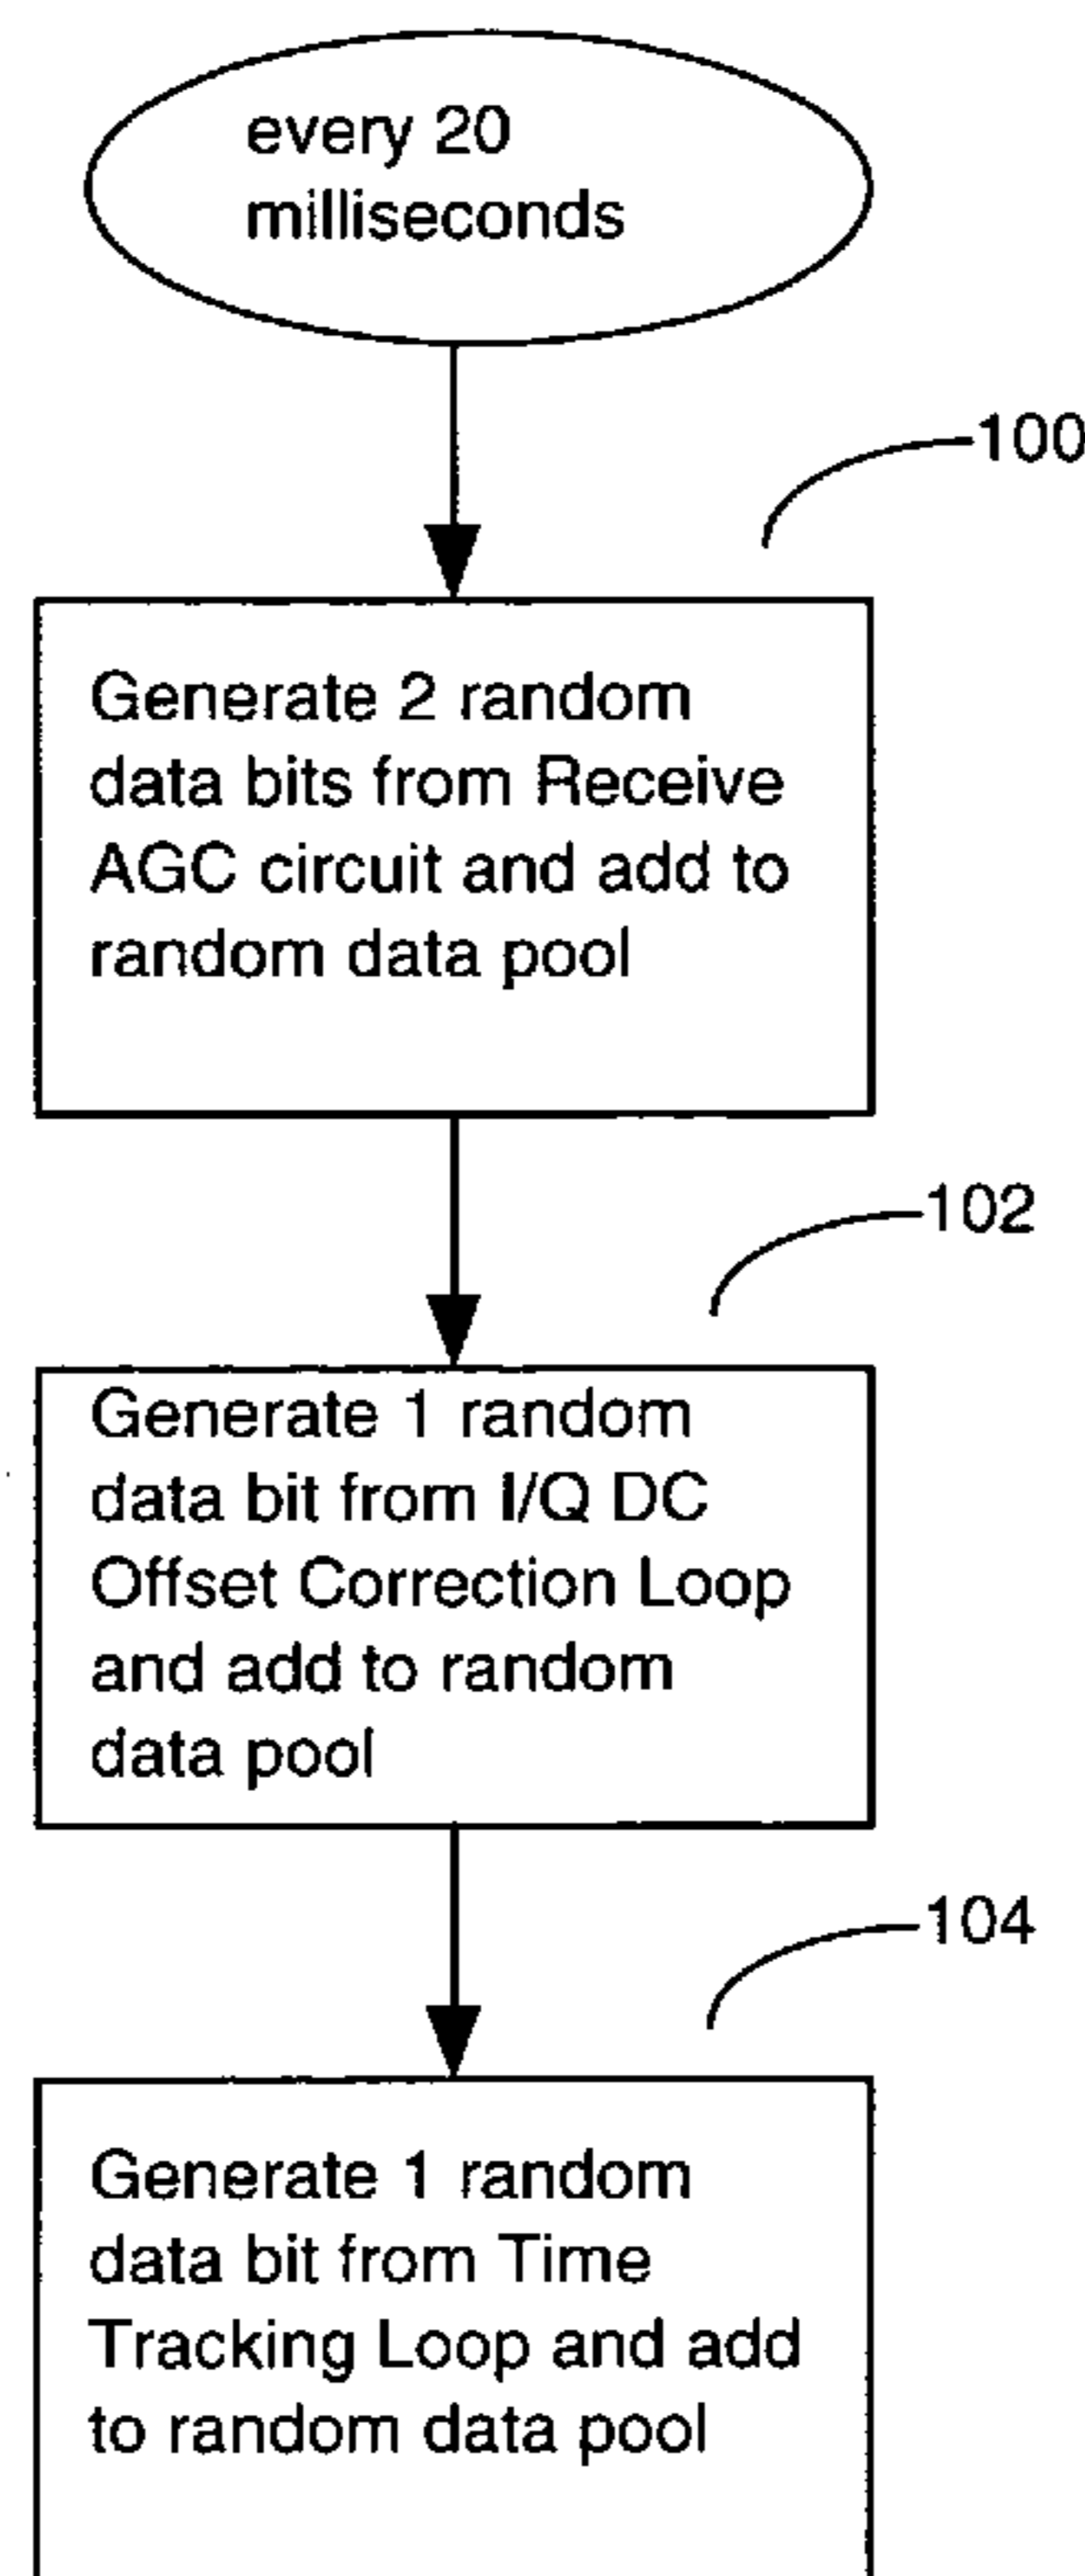 every 20
milliseconds
100
Generate 2 random
data bits from Receive
AGC circuit and add to
random data pool
102
Generate 1 random
data bit from I/Q DC
Offset Correction Loop
and add to random
data pool
104
Generate 1 random
data bit from Time
Tracking Loop and add
to random data pool